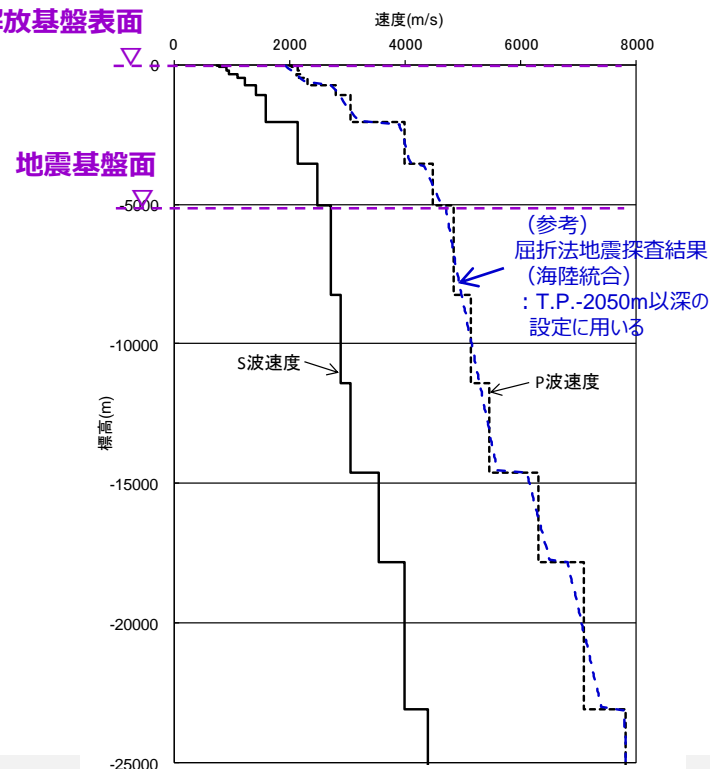 放基盤表面
速度(m/s)
0 2000 4000 6000 8000
0
地震基盤面
-5000
(参考)
屈折法地震探査結果
(海陸統合)
:T.P.-2050m以深の
設定に用いる
-10000
S波速度
P波速度
標高(m)
-15000
-20000
-25000